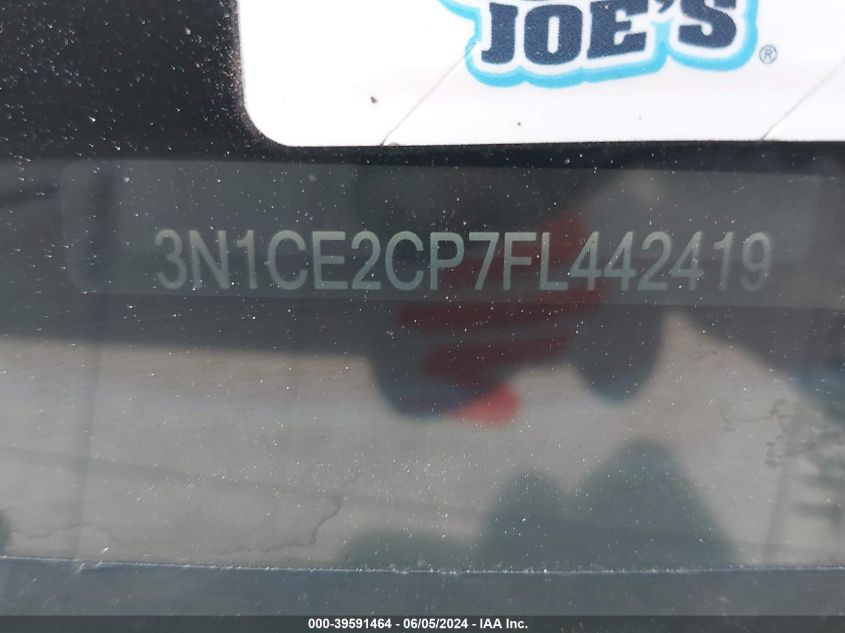 JOE'S®
3N1CE2CP7FL442419
000-39591464 - 06/05/2024 - IAA Inc.